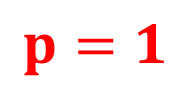 p = 1